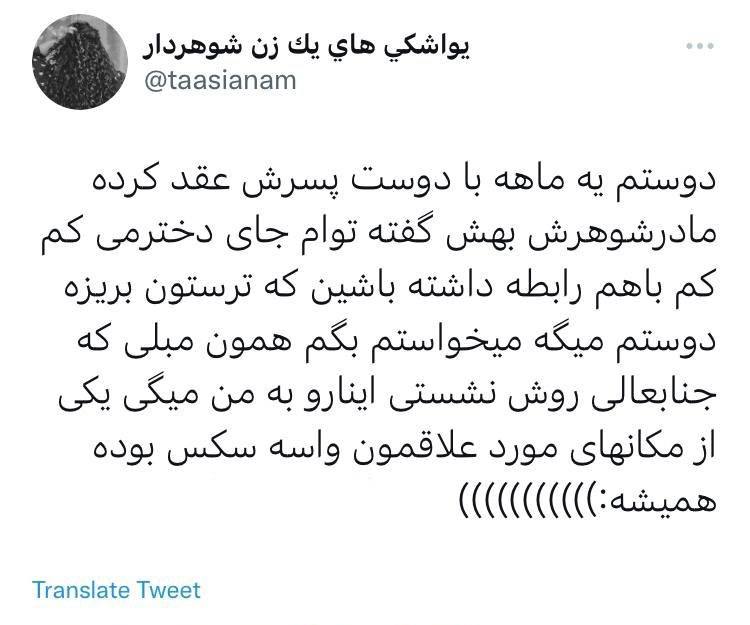 يواشكي هاي يك زن شوهردار
@taasianam
دوستم یه ماهه با دوست پسرش عقد کرده
مادرشوهرش بهش گفته توام جای دخترمی کم
کم باهم رابطه داشته باشین که ترستون بریزه
دوستم میگه میخواستم بگم همون مبلی که
جنابعالی روش نشستی اینارو به من میگی یکی
از مکانهای مورد علاقمون واسه سکس بوده
همیشه:)))))))))))
Translate Tweet